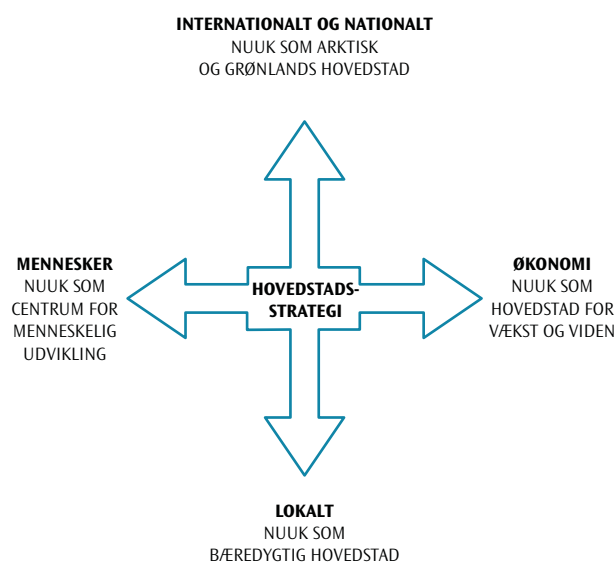 INTERNATIONALT OG NATIONALT
NUUK SOM ARKTISK
OG GRØNLANDS HOVEDSTAD
MENNESKER
NUUK SOM
CENTRUM FOR
MENNESKELIG
UDVIKLING
HOVEDSTADS-
STRATEGI
ØKONOMI
NUUK SOM
HOVEDSTAD FOR
VÆKST OG VIDEN
LOKALT
NUUK SOM
BÆREDYGTIG HOVEDSTAD